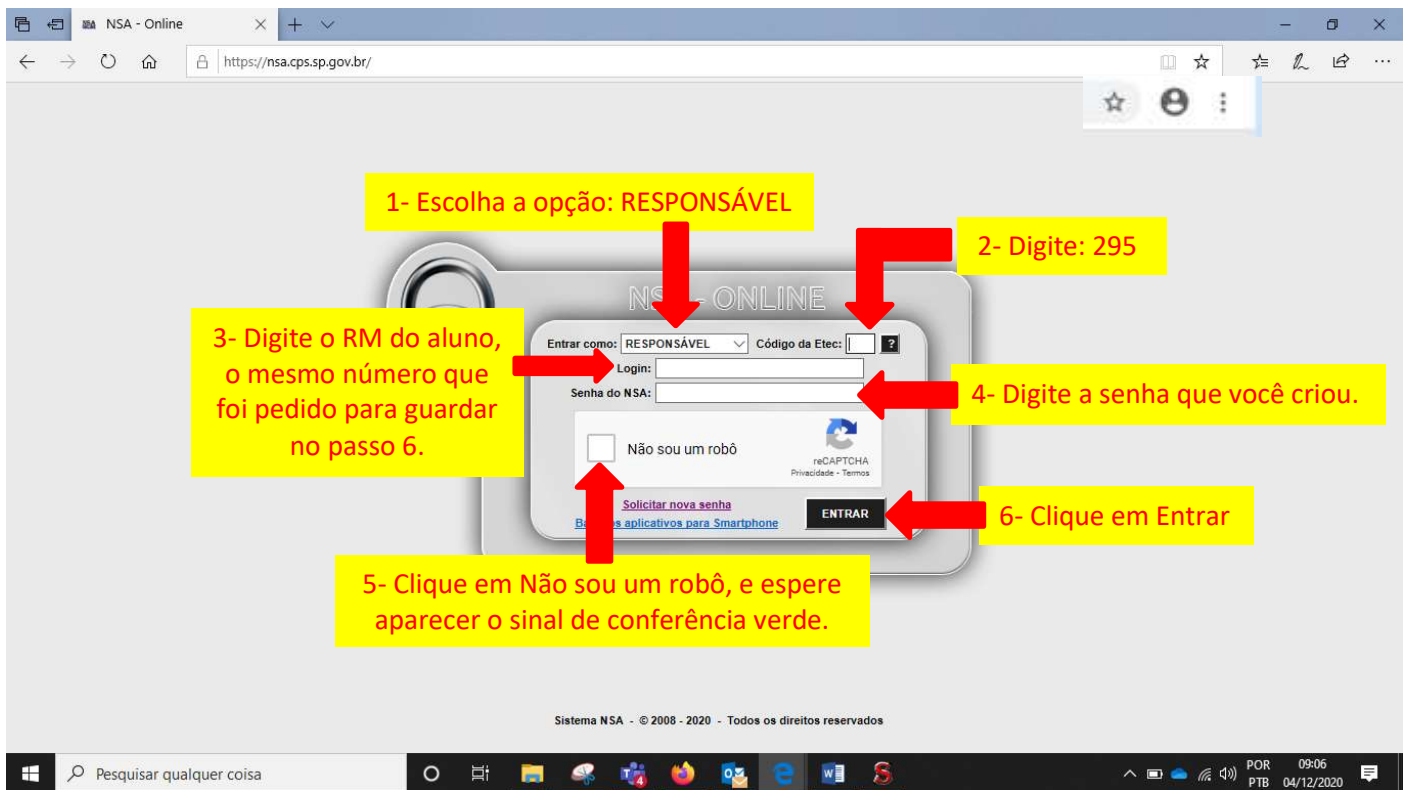 NSA - Online
https://nsa.cps.sp.gov.br/
1- Escolha a opção: RESPONSÁVEL
2- Digite: 295
ONLINE
3- Digite o RM do aluno,
o mesmo número que
foi pedido para guardar
no passo 6.
Entrar como: RESPONSÁVEL Código da Etec: ?
Login:
Senha do NSA:
4- Digite a senha que você criou.
Não sou um robô
reCAPTCHA
Privacidade - Termos
Solicitar nova senha
aplicativos para Smartphone
ENTRAR
6- Clique em Entrar
5- Clique em Não sou um robô, e espere
aparecer o sinal de conferência verde.
Sistema NSA - © 2008 - 2020 - Todos os direitos reservados
Pesquisar qualquer coisa
POR 09:06
PTB 04/12/2020